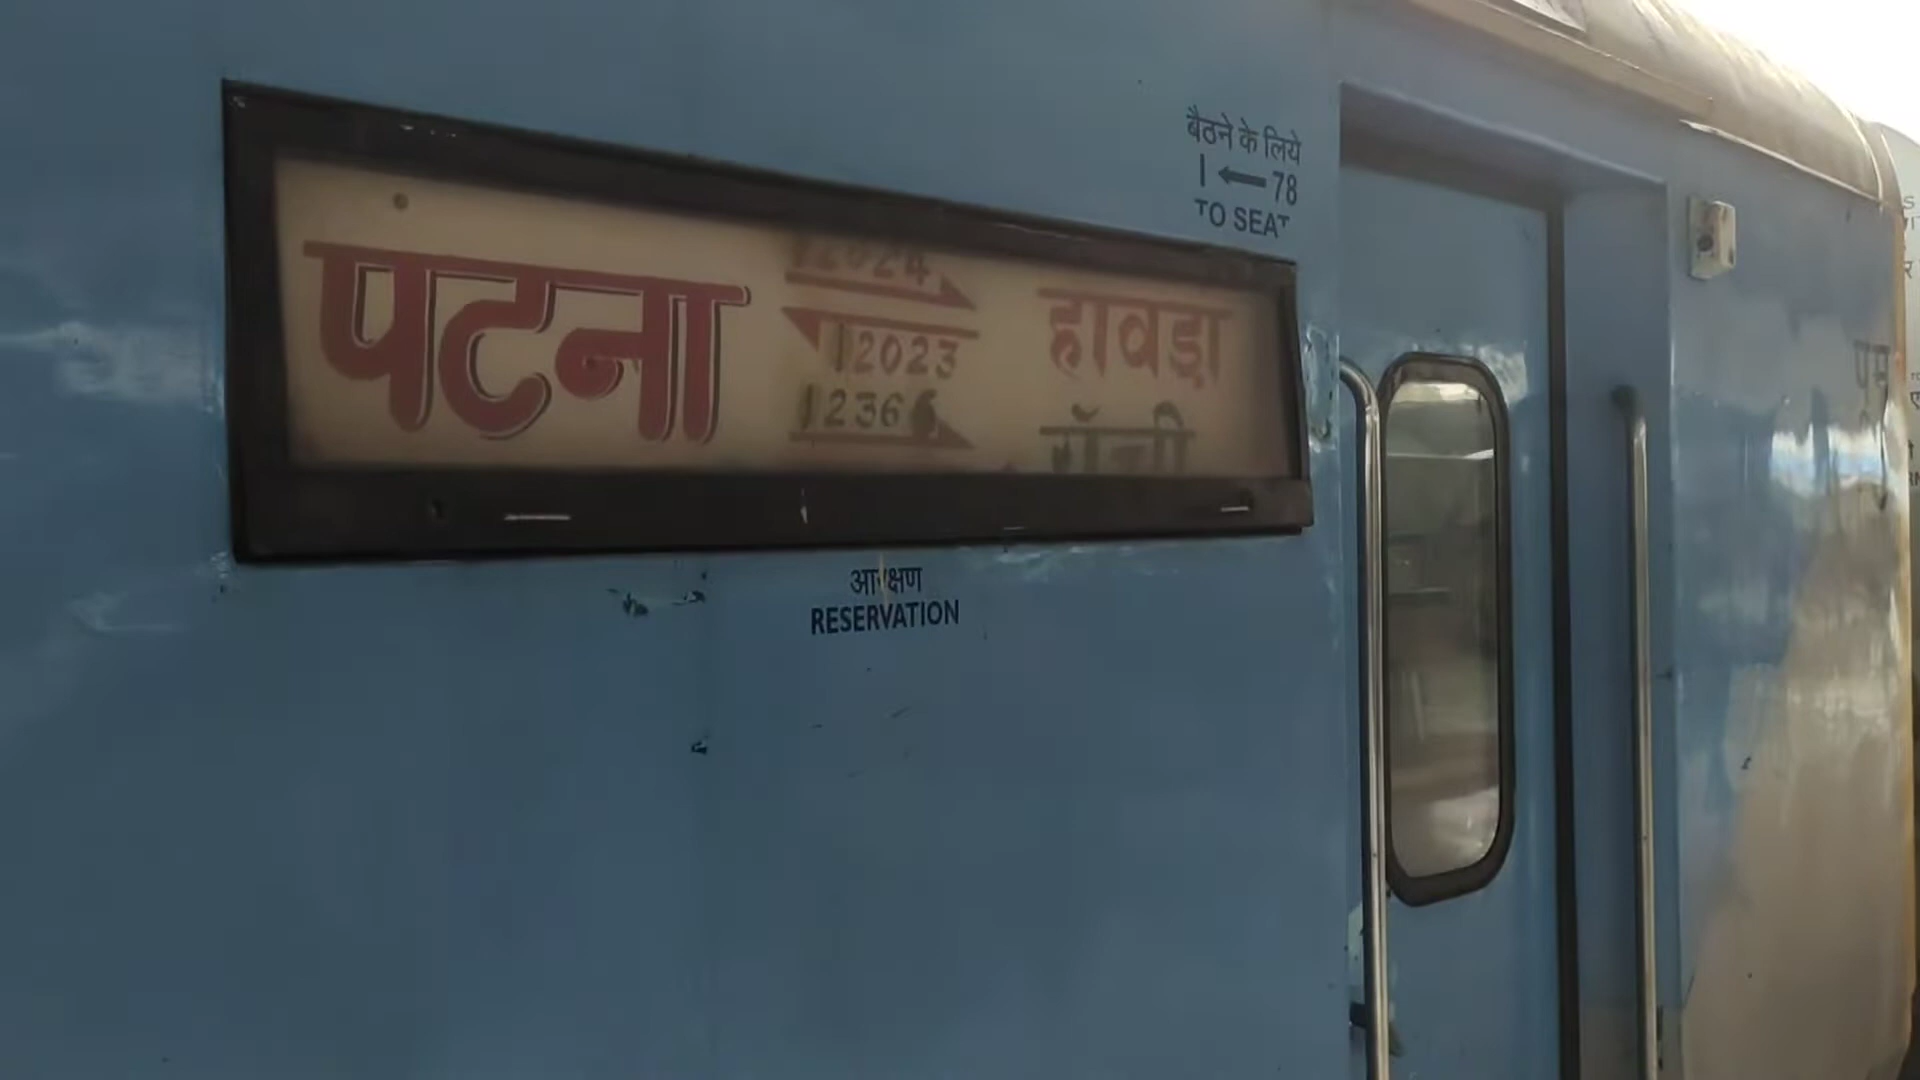 बैठने के लिये
1 ← 78
TO SEAT
पटना
12024
12023
हावड़ा
12366
राँची
आरक्षण
RESERVATION